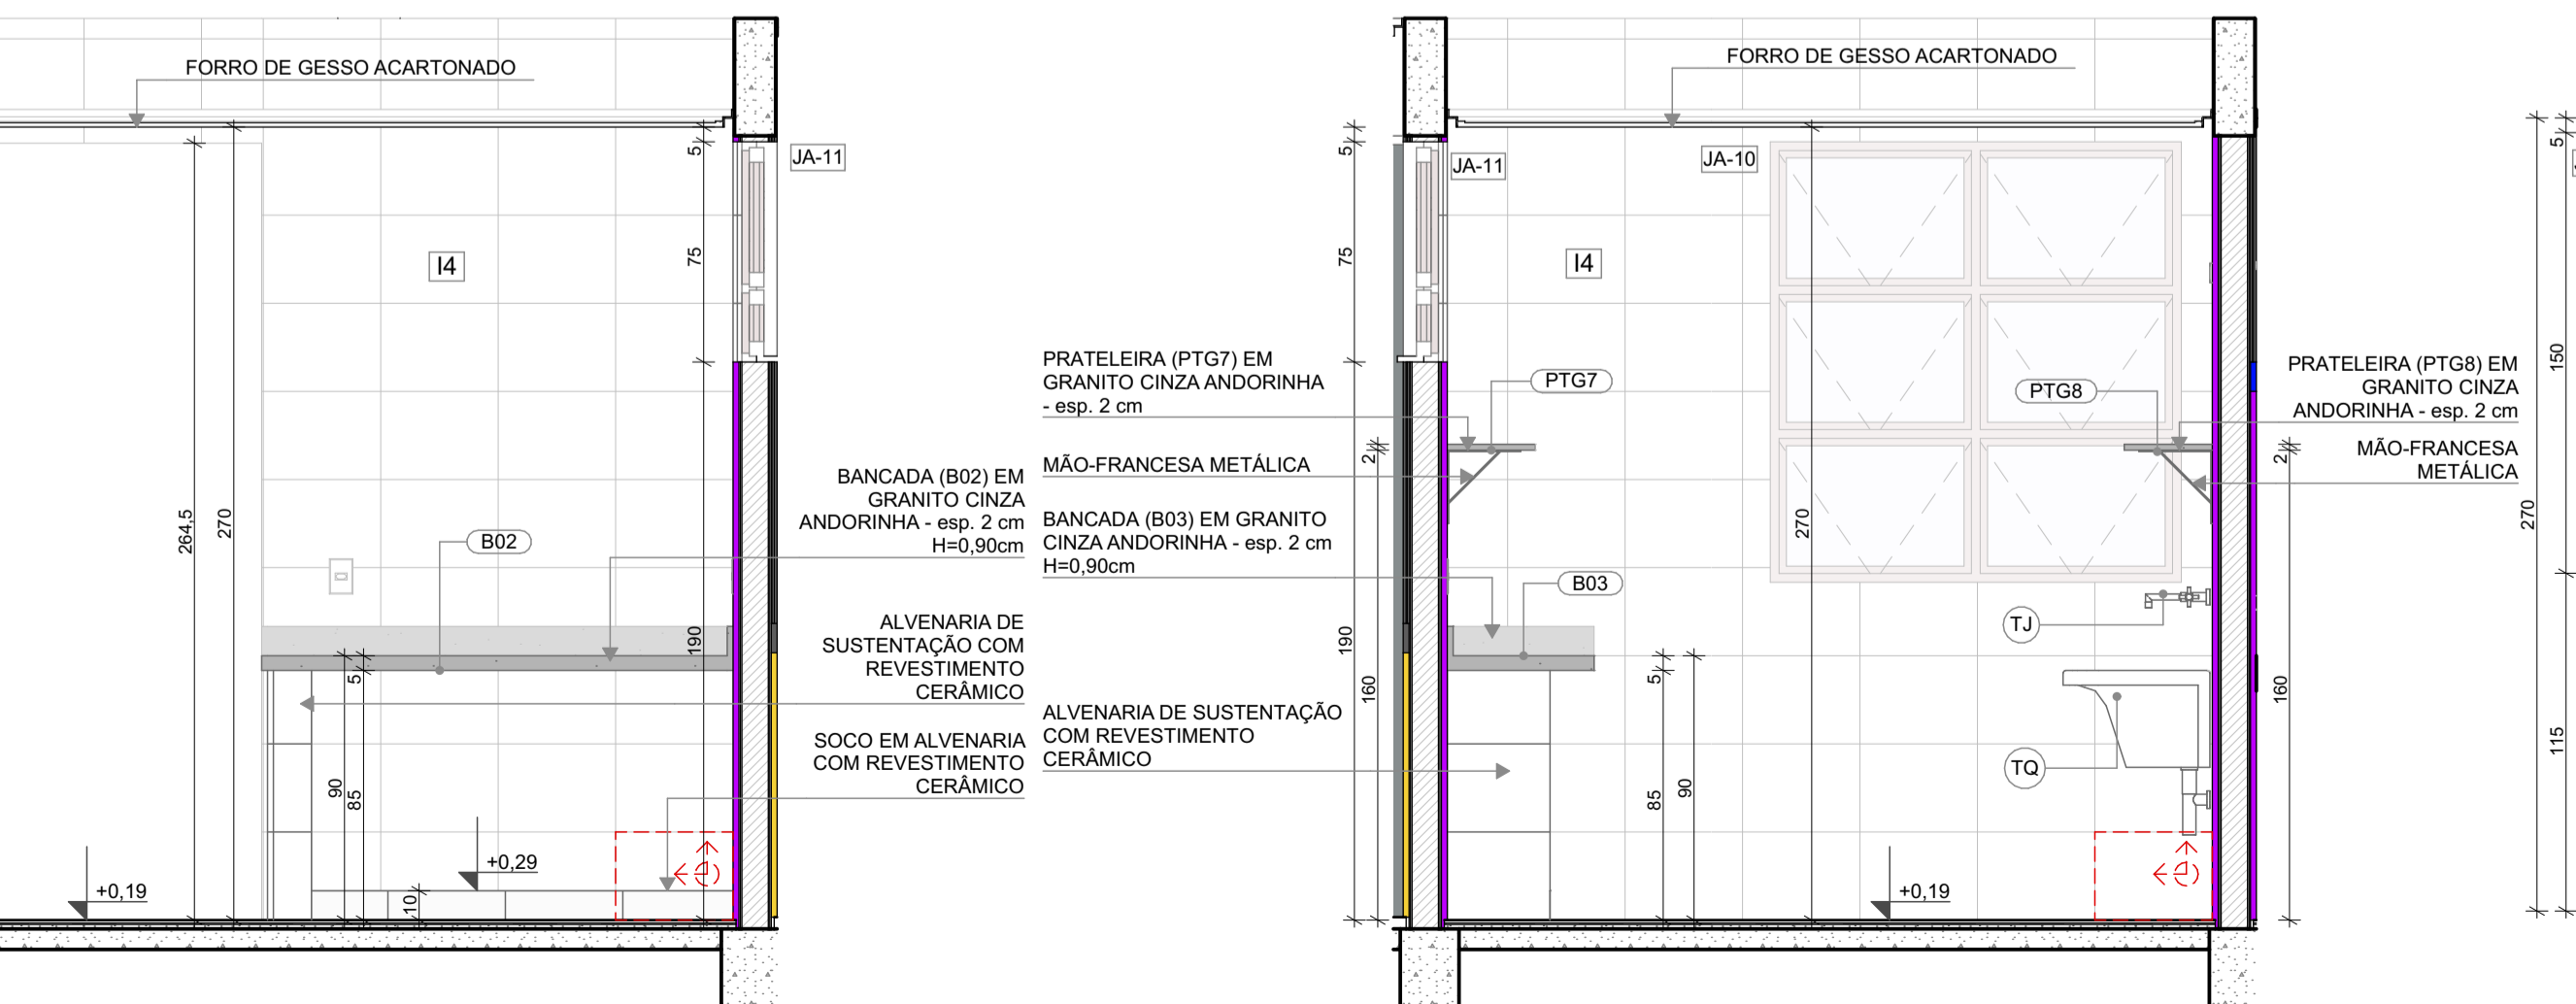 FORRO DE GESSO ACARTONADO
JA-11
5
75
I4
264,5
270
190
B02
BANCADA (B02) EM
GRANITO CINZA
ANDORINHA - esp. 2 cm
H=0,90cm
ALVENARIA DE
SUSTENTAÇÃO COM
REVESTIMENTO
CERÂMICO
SOCO EM ALVENARIA
COM REVESTIMENTO
CERÂMICO
5
90
85
10
+0,29
+0,19
FORRO DE GESSO ACARTONADO
JA-11
JA-10
5
75
I4
PRATELEIRA (PTG7) EM
GRANITO CINZA ANDORINHA
- esp. 2 cm
PTG7
MÃO-FRANCESA METÁLICA
2
BANCADA (B03) EM GRANITO
CINZA ANDORINHA - esp. 2 cm
H=0,90cm
B03
190
160
ALVENARIA DE SUSTENTAÇÃO
COM REVESTIMENTO
CERÂMICO
5
85
90
270
PTG8
PRATELEIRA (PTG8) EM
GRANITO CINZA
ANDORINHA - esp. 2 cm
MÃO-FRANCESA
METÁLICA
2
TJ
TQ
160
+0,19
270
5
150
115